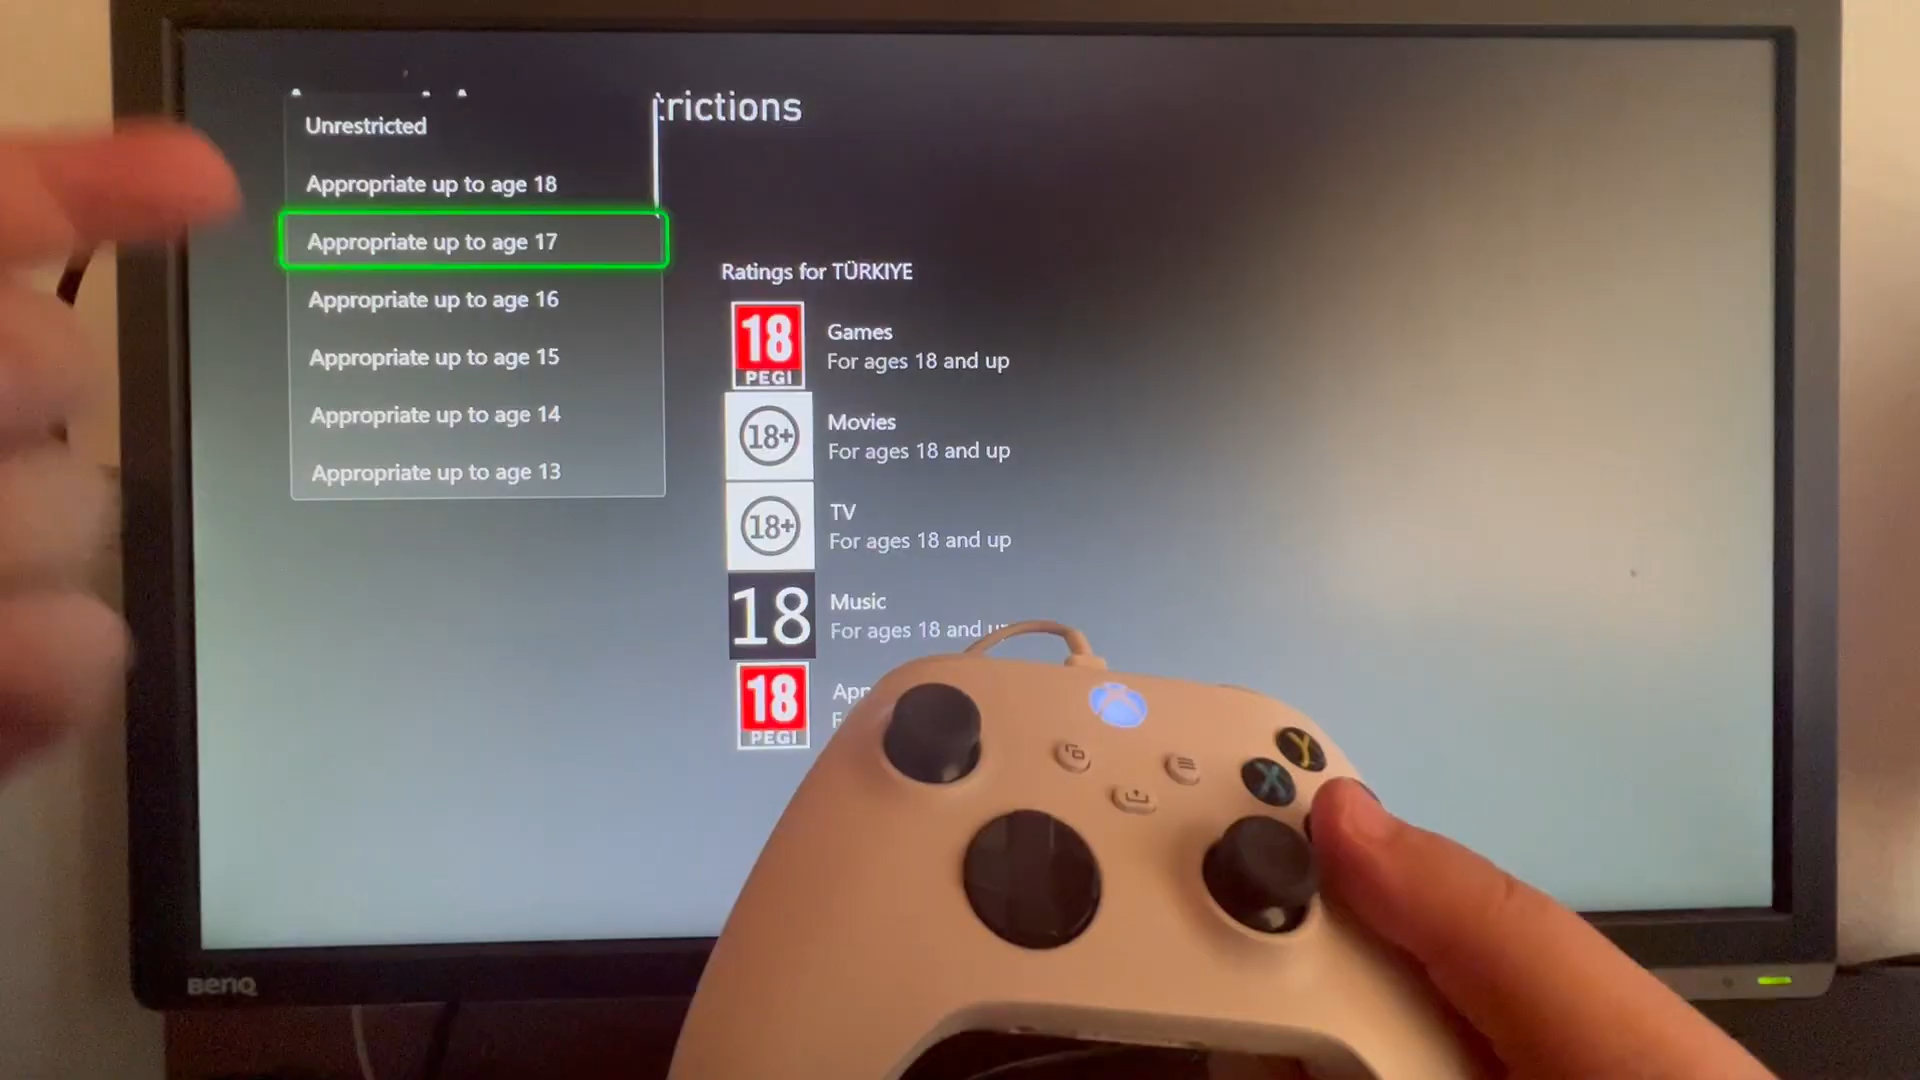 trictions
Unrestricted
Appropriate up to age 18
Appropriate up to age 17
Appropriate up to age 16
Appropriate up to age 15
Appropriate up to age 14
Appropriate up to age 13
Ratings for TÜRKIYE
18
PEGI
Games
For ages 18 and up
18+
Movies
For ages 18 and up
18+
TV
For ages 18 and up
18
Music
For ages 18 and
18
PEGI
Y
X
BenQ